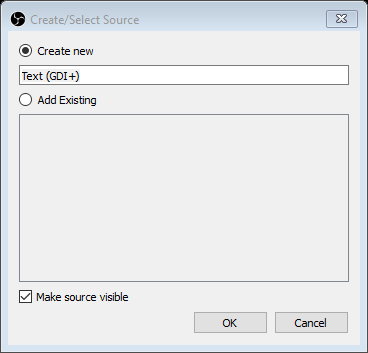 Create/Select Source
Create new
Text (GDI+)
Add Existing
Make source visible
OK
Cancel